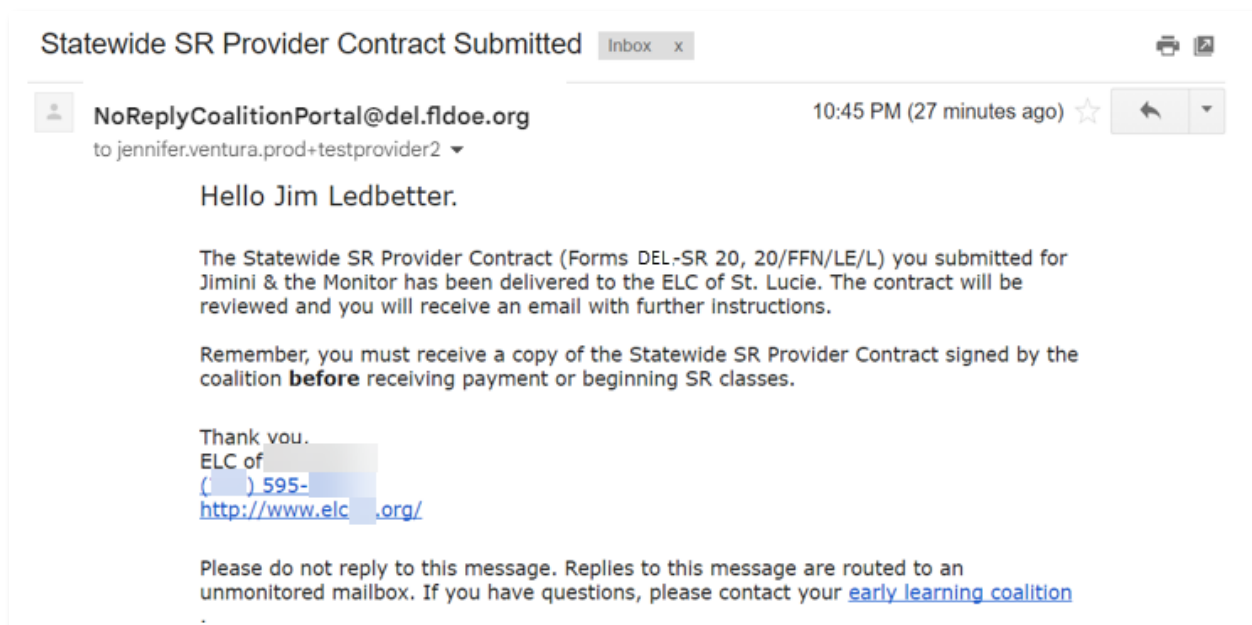 Statewide SR Provider Contract Submitted Inbox x
NoReplyCoalitionPortal@del.fldoe.org 10:45 PM (27 minutes ago)
to jennifer.ventura.prod+testprovider2
Hello Jim Ledbetter.
The Statewide SR Provider Contract (Forms DEL-SR 20, 20/FFN/LE/L) you submitted for
Jimini & the Monitor has been delivered to the ELC of St. Lucie. The contract will be
reviewed and you will receive an email with further instructions.
Remember, you must receive a copy of the Statewide SR Provider Contract signed by the
coalition before receiving payment or beginning SR classes.
Thank you,
ELC of
( ) 595-
http://www.elc .org/
Please do not reply to this message. Replies to this message are routed to an
unmonitored mailbox. If you have questions, please contact your early learning coalition
.